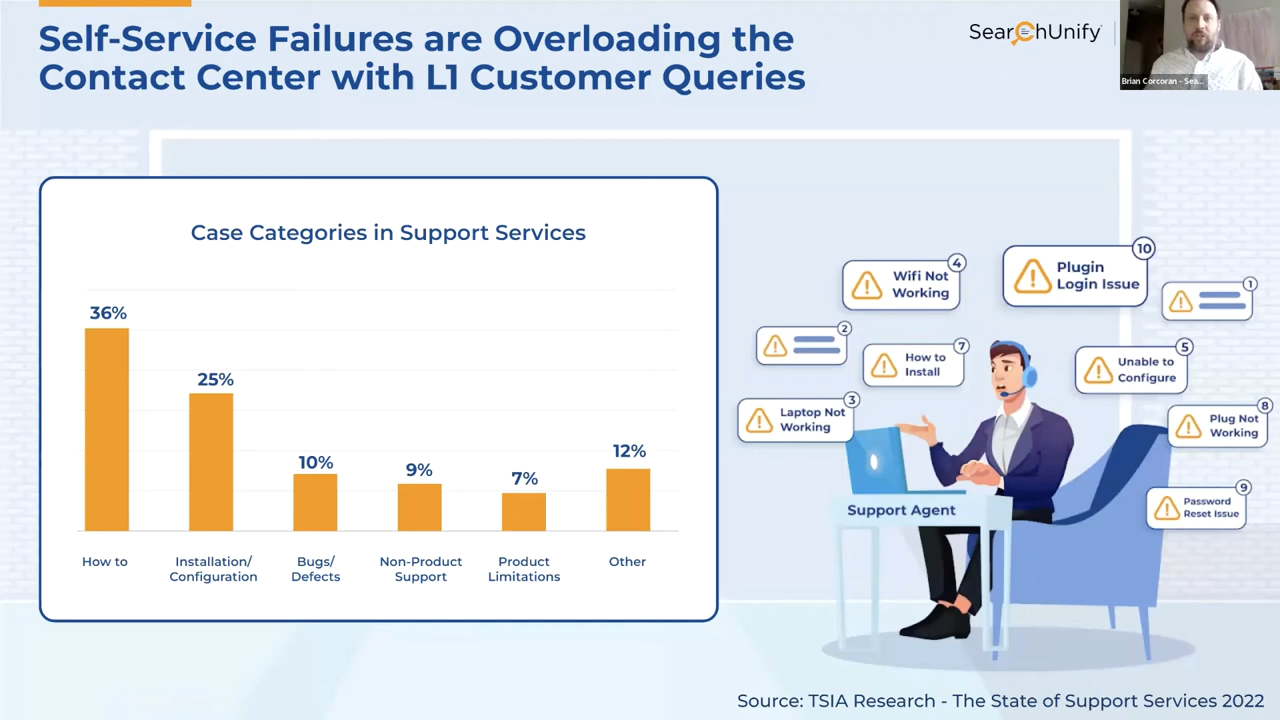 Self-Service Failures are Overloading the
Contact Center with L1 Customer Queries
SearchUnify
Brian Corcoran - Sea...
Case Categories in Support Services
36%
25%
10%
9%
7%
12%
How to
Installation/
Configuration
Bugs/
Defects
Non-Product
Support
Product
Limitations
Other
4
Wifi Not
Working
10
Plugin
Login Issue
1
2
7
How to
Install
5
Unable to
Configure
3
Laptop Not
Working
8
Plug Not
Working
9
Password
Reset Issue
Support Agent
Source: TSIA Research - The State of Support Services 2022